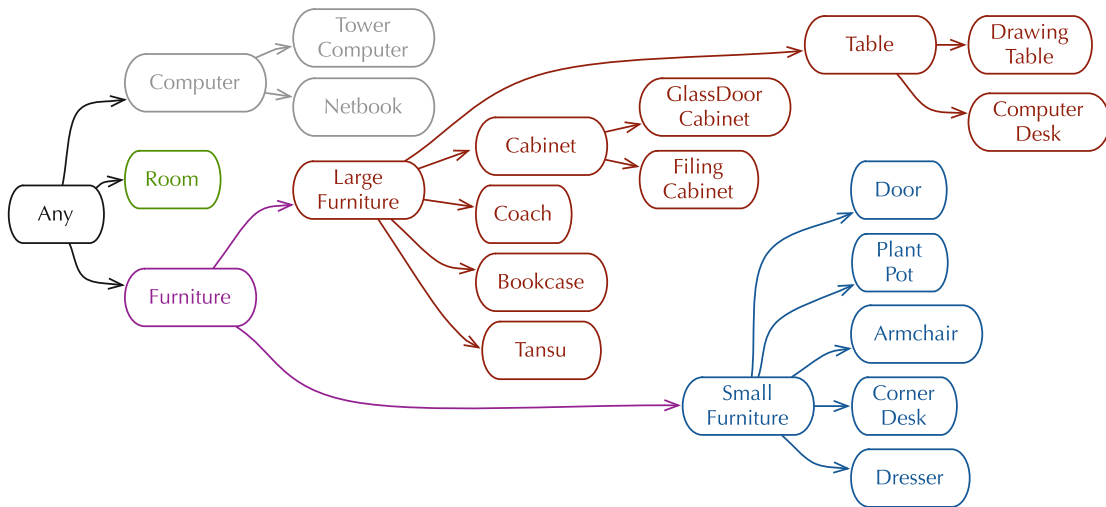 Tower
Computer
Computer
Netbook
Table
Drawing
Table
Computer
Desk
GlassDoor
Cabinet
Cabinet
Filing
Cabinet
Room
Large
Furniture
Any
Coach
Door
Plant
Pot
Furniture
Bookcase
Tansu
Armchair
Small
Furniture
Corner
Desk
Dresser